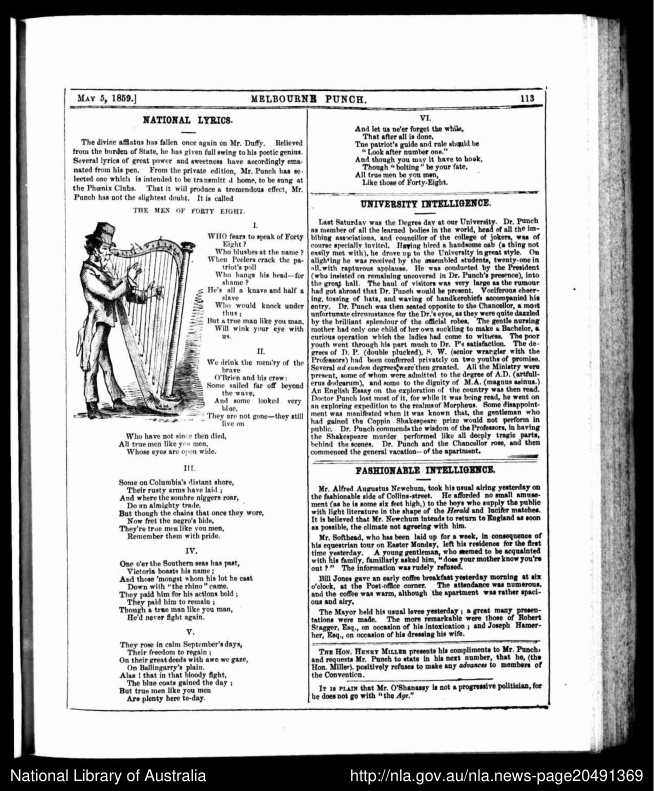 MAY 5, 1859.] MELBOURNE PUNCH. 113
NATIONAL LYRICS.
The divine afflatus has fallen once again on Mr. Duffy. Relieved
from the burden of State, he has given full swing to his poetic genius.
Several lyrics of great power and sweetness have accordingly ema-
nated from his pen. From the private edition, Mr. Punch has se-
lected one which is intended to be transmitt d home, to be sung at
the Phœnix Clubs. That it will produce a tremendous effect, Mr.
Punch has not the slightest doubt. It is called
THE MEN OF FORTY EIGHT.
I.
WHO fears to speak of Forty
Eight ?
Who blushes at the name ?
When Peelers crack the pa-
triot's poll
Who hangs his head—for
shame ?
He's all a knave and half a
slave
Who would knock under
thus ;
But a true man like you, man,
Will wink your eye with
us.
II.
We drink the mem'ry of the
brave
O'Brien and his crew ;
Some sailed far off beyond
the wave,
And some looked very
blue.
They are not gone—they still
live on
Who have not since then died,
All true men like you men,
Whose eyes are open wide.
III.
Some on Columbia's distant shore,
Their rusty arms have laid ;
And where the sombre niggers roar,
Do an almighty trade.
But though the chains that once they wore,
Now fret the negro's hide,
They're true men like you men,
Remember them with pride.
IV.
One o'er the Southern seas has past,
Victoria boasts his name ;
And those 'mongst whom his lot he cast
Down with "the rhino" came.
They paid him for his actions bold ;
They paid him to remain ;
Though a true man like you, man,
He'd never fight again.
V.
They rose in calm September's days,
Their freedom to regain ;
On their great deeds with awe we gaze,
On Ballingarry's plain.
Alas ! that in that bloody fight,
The blue coats gained the day ;
But true men like you men
Are plenty here to-day.
VI.
And let us ne'er forget the while,
That after all is done,
The patriot's guide and rule should be
"Look after number one."
And though you may it have to hook,
Though "bolting" be your fate,
All true men be you men,
Like those of Forty-Eight.
UNIVERSITY INTELLIGENCE.
Last Saturday was the Degree day at our University. Dr. Punch
as member of all the learned bodies in the world, head of all the im-
bibing associations, and councillor of the college of jokers, was of
course specially invited. Having hired a handsome cab (a thing not
easily met with), he drove up to the University in great style. On
alighting he was received by the assembled students, twenty-one in
all, with rapturous applause. He was conducted by the President
(who insisted on remaining uncovered in Dr. Punch's presence), into
the great hall. The haul of visitors was very large as the rumour
had got abroad that Dr. Punch would be present. Vociferous cheer-
ing, tossing of hats, and waving of handkerchiefs accompanied his
entry. Dr. Punch was then seated opposite to the Chancellor, a most
unfortunate circumstance for the Dr.'s eyes, as they were quite dazzled
by the brilliant splendour of the official robes. The gentle nursing
mother had only one child of her own suckling to make a Bachelor, a
curious operation which the ladies had come to witness. The poor
youth went through his part much to Dr. P's satisfaction. The de-
grees of D. P. (double plucked), S. W. (senior wrangler with the
Professors) had been conferred privately on two youths of promise.
Several ad eundem degrees were then granted. All the Ministry were
present, some of whom were admitted to the degree of A.D. (artifull-
erus dodgarum), and some to the dignity of M.A. (magnus asinus.)
An English Essay on the exploration of the country was then read.
Doctor Punch lost most of it, for while it was being read, he went on
an exploring expedition to the realms of Morpheus. Some disappoint-
ment was manifested when it was known that, the gentleman who
had gained the Coppin Shakespeare prize would not perform in
public. Dr. Punch commends the wisdom of the Professors, in having
the Shakespeare murder performed like all deeply tragic parts,
behind the scenes. Dr. Punch and the Chancellor rose, and then
commenced the general vacation—of the apartment.
FASHIONABLE INTELLIGENCE.
Mr. Alfred Augustus Newchum, took his usual airing yesterday on
the fashionable side of Collins-street. He afforded no small amuse-
ment (as he is some six feet high,) to the boys who supply the public
with light literature in the shape of the Herald and lucifer matches.
It is believed that Mr. Newchum intends to return to England as soon
as possible, the climate not agreeing with him.
Mr. Softhead, who has been laid up for a week, in consequence of
his equestrian tour on Easter Monday, left his residence for the first
time yesterday. A young gentleman, who seemed to be acquainted
with his family, familiarly asked him, "does your mother know you're
out ?" The information was rudely refused.
Bill Jones gave an early coffee breakfast yesterday morning at six
o'clock, at the Post-office corner. The attendance was numerous,
and the coffee was warm, although the apartment was rather spaci-
ous and airy.
The Mayor held his usual levee yesterday ; a great many presen-
tations were made. The more remarkable were those of Robert
Stagger, Esq., on occasion of his intoxication ; and Joseph Hamer-
her, Esq., on occasion of his dressing his wife.
THE HON. HENRY MILLER presents his compliments to Mr. Punch,
and requests Mr. Punch to state in his next number, that he, (the
Hon. Miller), positively refuses to make any advances to members of
the Convention.
IT IS PLAIN that Mr. O'Shanassy is not a progressive politician, for
he does not go with "the Age."
National Library of Australia http://nla.gov.au/nla.news-page20491369